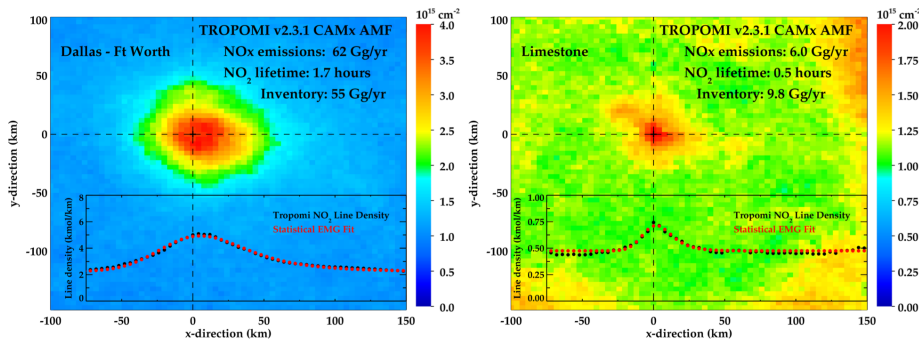 10^15 cm^-2
TROPOMI v2.3.1 CAMx AMF
Dallas - Ft Worth
NOx emissions: 62 Gg/yr
NO2 lifetime: 1.7 hours
Inventory: 55 Gg/yr
y-direction (km)
100
50
0
-50
-100
Line density (kmol/km)
8
6
4
2
0
Tropomi NO2 Line Density
Statistical EMG Fit
-100 -50 0 50 100 150
x-direction (km)
4.0
3.5
3.0
2.5
2.0
1.5
1.0
0.5
0.0
10^15 cm^-2
TROPOMI v2.3.1 CAMx AMF
Limestone
NOx emissions: 6.0 Gg/yr
NO2 lifetime: 0.5 hours
Inventory: 9.8 Gg/yr
y-direction (km)
100
50
0
-50
-100
Line density (kmol/km)
1.00
0.75
0.50
0.25
0.00
Tropomi NO2 Line Density
Statistical EMG Fit
-100 -50 0 50 100 150
x-direction (km)
2.00
1.75
1.50
1.25
1.00
0.75
0.50
0.25
0.00